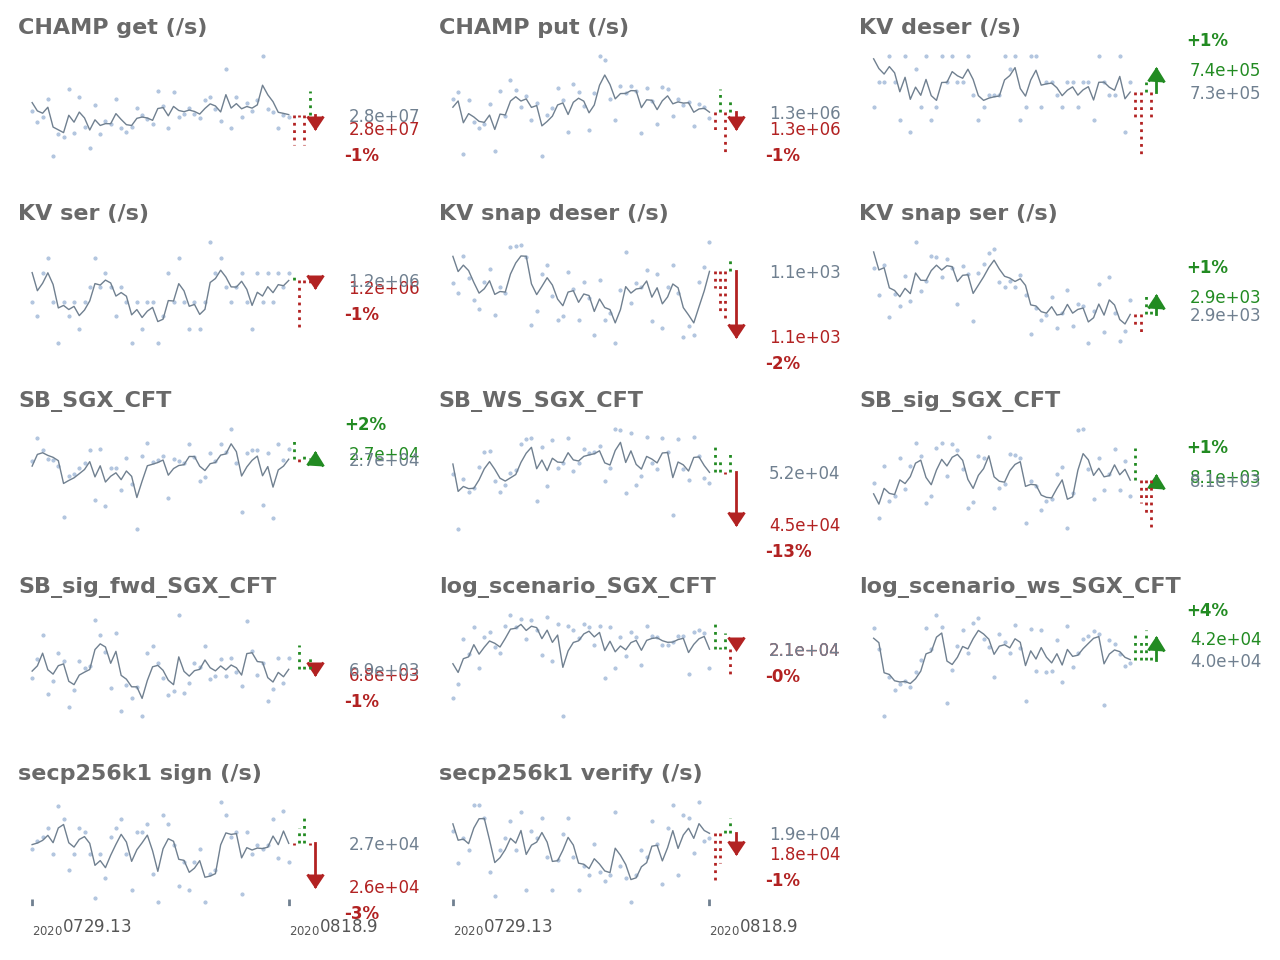 CHAMP get (/s)
2.8e+07
2.8e+07
-1%
CHAMP put (/s)
1.3e+06
1.3e+06
-1%
KV deser (/s)
+1%
7.4e+05
7.3e+05
KV ser (/s)
1.2e+06
1.2e+06
-1%
KV snap deser (/s)
1.1e+03
1.1e+03
-2%
KV snap ser (/s)
+1%
2.9e+03
2.9e+03
SB_SGX_CFT
+2%
2.7e+04
2.7e+04
SB_WS_SGX_CFT
5.2e+04
4.5e+04
-13%
SB_sig_SGX_CFT
+1%
8.1e+03
8.1e+03
SB_sig_fwd_SGX_CFT
6.9e+03
6.8e+03
-1%
log_scenario_SGX_CFT
2.1e+04
2.1e+04
-0%
log_scenario_ws_SGX_CFT
+4%
4.2e+04
4.0e+04
secp256k1 sign (/s)
2.7e+04
2.6e+04
-3%
2020 0729.13
2020 0818.9
secp256k1 verify (/s)
1.9e+04
1.8e+04
-1%
2020 0729.13
2020 0818.9